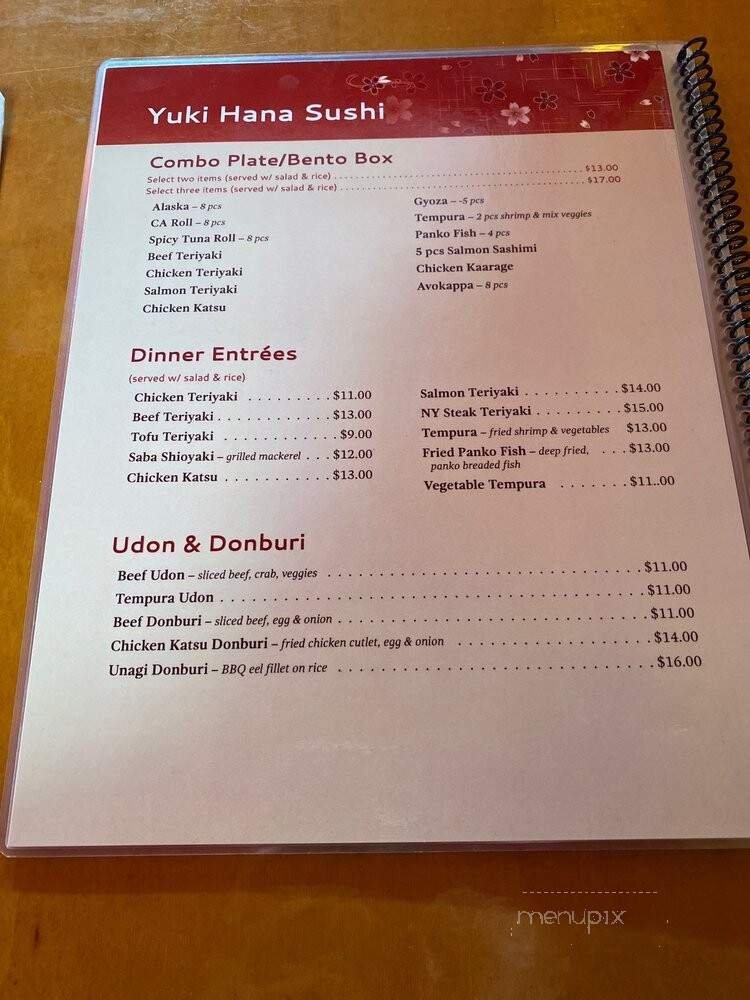 Yuki Hana Sushi
Combo Plate/Bento Box
Select two items (served w/ salad & rice) . . . . . . . . . . . . . . . . . . . . . . . . . . . . . . . . . . . . . . . . . . . $13.00
Select three items (served w/ salad & rice) . . . . . . . . . . . . . . . . . . . . . . . . . . . . . . . . . . . . . . . . . . $17.00
Alaska – 8 pcs
CA Roll – 8 pcs
Spicy Tuna Roll – 8 pcs
Beef Teriyaki
Chicken Teriyaki
Salmon Teriyaki
Chicken Katsu
Gyoza – -5 pcs
Tempura – 2 pcs shrimp & mix veggies
Panko Fish – 4 pcs
5 pcs Salmon Sashimi
Chicken Kaarage
Avokappa – 8 pcs
Dinner Entrées
(served w/ salad & rice)
Chicken Teriyaki . . . . . . . . . $11.00
Beef Teriyaki . . . . . . . . . . . . $13.00
Tofu Teriyaki . . . . . . . . . . . . $9.00
Saba Shioyaki – grilled mackerel . . . $12.00
Chicken Katsu . . . . . . . . . . . $13.00
Salmon Teriyaki . . . . . . . . . . $14.00
NY Steak Teriyaki . . . . . . . . . $15.00
Tempura – fried shrimp & vegetables $13.00
Fried Panko Fish – deep fried, . . . $13.00
panko breaded fish
Vegetable Tempura . . . . . . . $11..00
Udon & Donburi
Beef Udon – sliced beef, crab, veggies . . . . . . . . . . . . . . . . . . . . . . . . . . . . . . . $11.00
Tempura Udon . . . . . . . . . . . . . . . . . . . . . . . . . . . . . . . . . . . . . . . . . . $11.00
Beef Donburi – sliced beef, egg & onion . . . . . . . . . . . . . . . . . . . . . . . . . . . . . . $11.00
Chicken Katsu Donburi – fried chicken cutlet, egg & onion . . . . . . . . . . . . . . . . . . . $14.00
Unagi Donburi – BBQ eel fillet on rice . . . . . . . . . . . . . . . . . . . . . . . . . . . . . . . $16.00
menupix